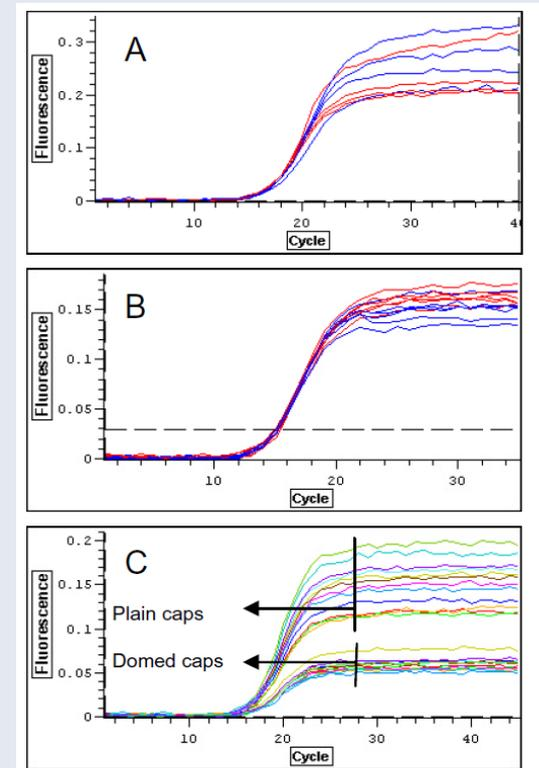 A
Fluorescence
0.3
0.2
0.1
0
10 20 30 4
Cycle
B
Fluorescence
0.15
0.1
0.05
0
10 20 30
Cycle
C
Fluorescence
0.2
0.15
0.1
0.05
0
Plain caps
Domed caps
10 20 30 40
Cycle